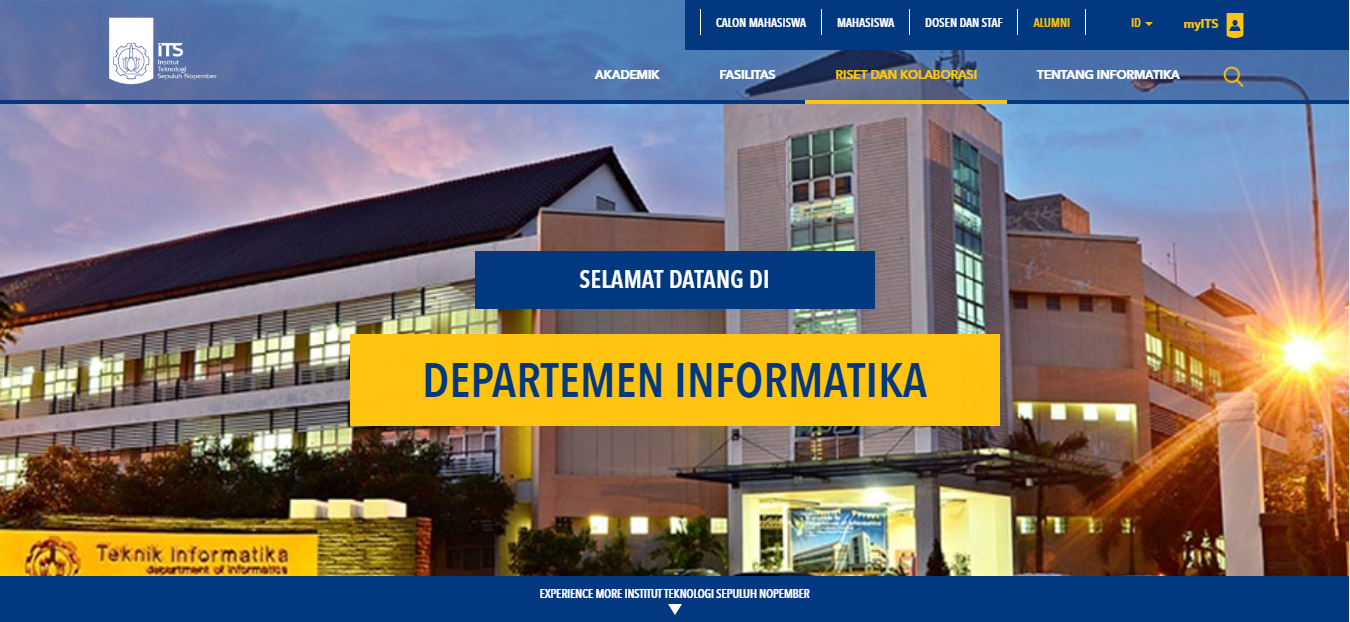 CALON MAHASISWA
MAHASISWA
DOSEN DAN STAF
ALUMNI
ID
myITS
iTS
Institut
Teknologi
Sepuluh Nopember
AKADEMIK
FASILITAS
RISET DAN KOLABORASI
TENTANG INFORMATIKA
SELAMAT DATANG DI
DEPARTEMEN INFORMATIKA
Teknik Informatika
department of informatics
EXPERIENCE MORE INSTITUT TEKNOLOGI SEPULUH NOPEMBER